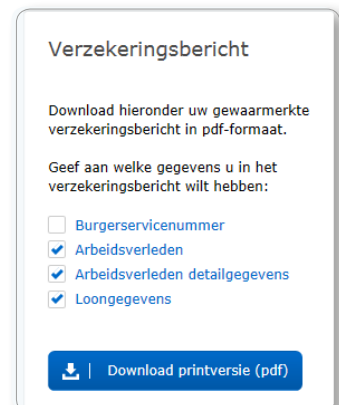 Verzekeringsbericht
Download hieronder uw gewaarmerkte
verzekeringsbericht in pdf-formaat.
Geef aan welke gegevens u in het
verzekeringsbericht wilt hebben:
Burgerservicenummer
Arbeidsverleden
Arbeidsverleden detailgegevens
Loongegevens
Download printversie (pdf)